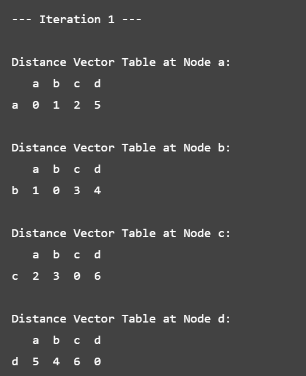 --- Iteration 1 ---
Distance Vector Table at Node a:
a b c d
a 0 1 2 5
Distance Vector Table at Node b:
a b c d
b 1 0 3 4
Distance Vector Table at Node c:
a b c d
c 2 3 0 6
Distance Vector Table at Node d:
a b c d
d 5 4 6 0